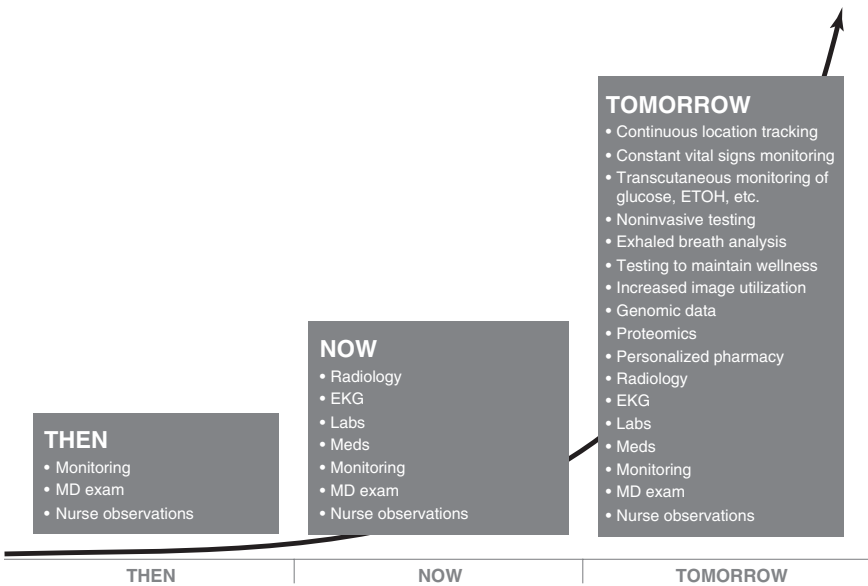 THEN
• Monitoring
• MD exam
• Nurse observations
NOW
• Radiology
• EKG
• Labs
• Meds
• Monitoring
• MD exam
• Nurse observations
TOMORROW
• Continuous location tracking
• Constant vital signs monitoring
• Transcutaneous monitoring of
glucose, ETOH, etc.
• Noninvasive testing
• Exhaled breath analysis
• Testing to maintain wellness
• Increased image utilization
• Genomic data
• Proteomics
• Personalized pharmacy
• Radiology
• EKG
• Labs
• Meds
• Monitoring
• MD exam
• Nurse observations
THEN
NOW
TOMORROW